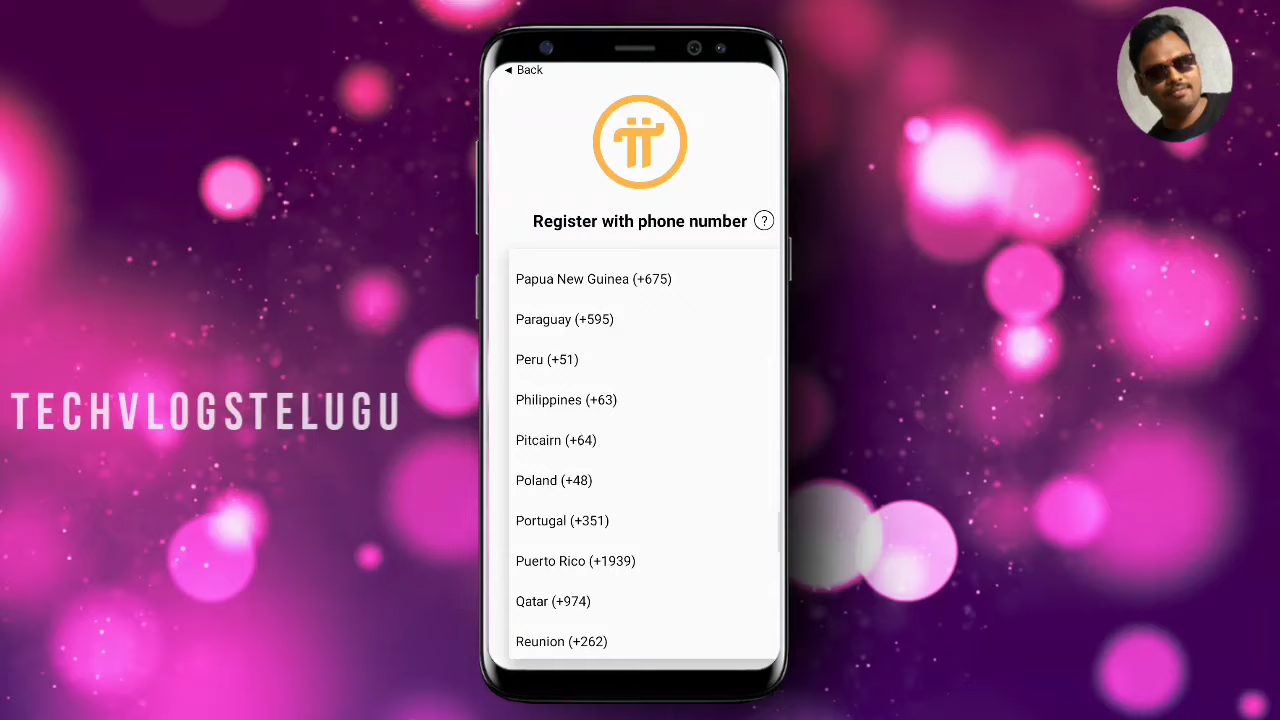 ◄ Back
Register with phone number ?
Papua New Guinea (+675)
Paraguay (+595)
Peru (+51)
Philippines (+63)
Pitcairn (+64)
TECHVLOGSTELUGU
Poland (+48)
Portugal (+351)
Puerto Rico (+1939)
Qatar (+974)
Reunion (+262)